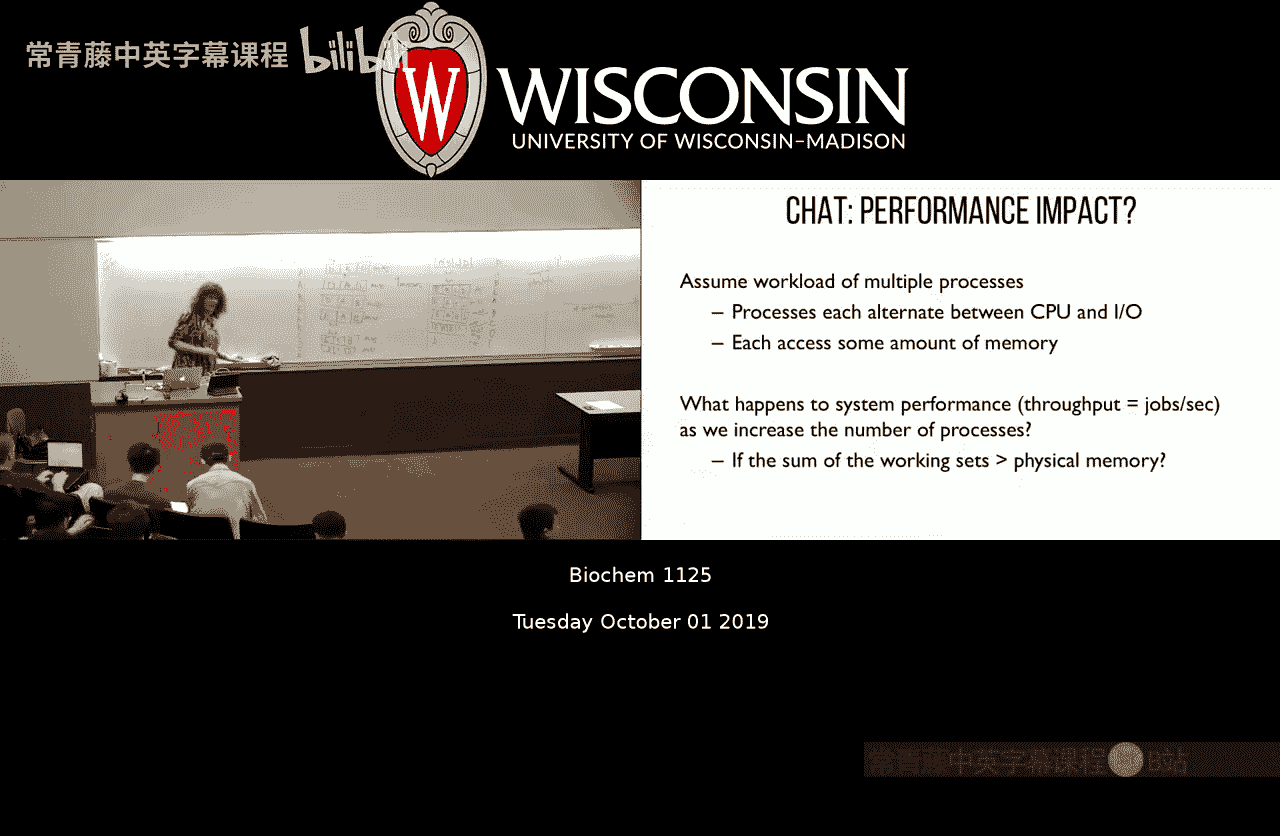 常青藤中英字幕课程 bilibili
W
WISCONSIN
UNIVERSITY OF WISCONSIN–MADISON
CHAT: PERFORMANCE IMPACT?
Assume workload of multiple processes
– Processes each alternate between CPU and I/O
– Each access some amount of memory
What happens to system performance (throughput = jobs/sec)
as we increase the number of processes?
– If the sum of the working sets > physical memory?
Biochem 1125
Tuesday October 01 2019
常青藤中英字幕课程 B站